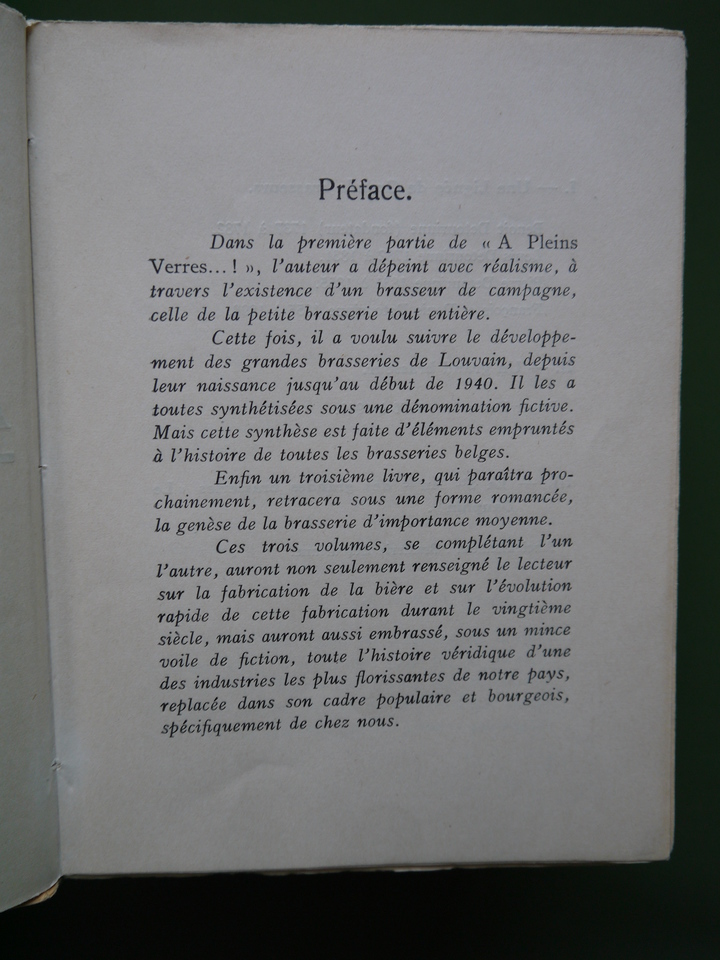 Préface.
Dans la première partie de « A Pleins
Verres... ! », l'auteur a dépeint avec réalisme, à
travers l'existence d'un brasseur de campagne,
celle de la petite brasserie tout entière.
Cette fois, il a voulu suivre le développe-
ment des grandes brasseries de Louvain, depuis
leur naissance jusqu'au début de 1940. Il les a
toutes synthétisées sous une dénomination fictive.
Mais cette synthèse est faite d'éléments empruntés
à l'histoire de toutes les brasseries belges.
Enfin un troisième livre, qui paraîtra pro-
chainement, retracera sous une forme romancée,
la genèse de la brasserie d'importance moyenne.
Ces trois volumes, se complétant l'un
l'autre, auront non seulement renseigné le lecteur
sur la fabrication de la bière et sur l'évolution
rapide de cette fabrication durant le vingtième
siècle, mais auront aussi embrassé, sous un mince
voile de fiction, toute l'histoire véridique d'une
des industries les plus florissantes de notre pays,
replacée dans son cadre populaire et bourgeois,
spécifiquement de chez nous.